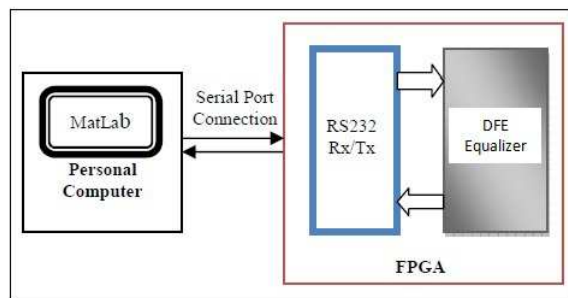 MatLab
Personal
Computer
Serial Port
Connection
RS232
Rx/Tx
DFE
Equalizer
FPGA